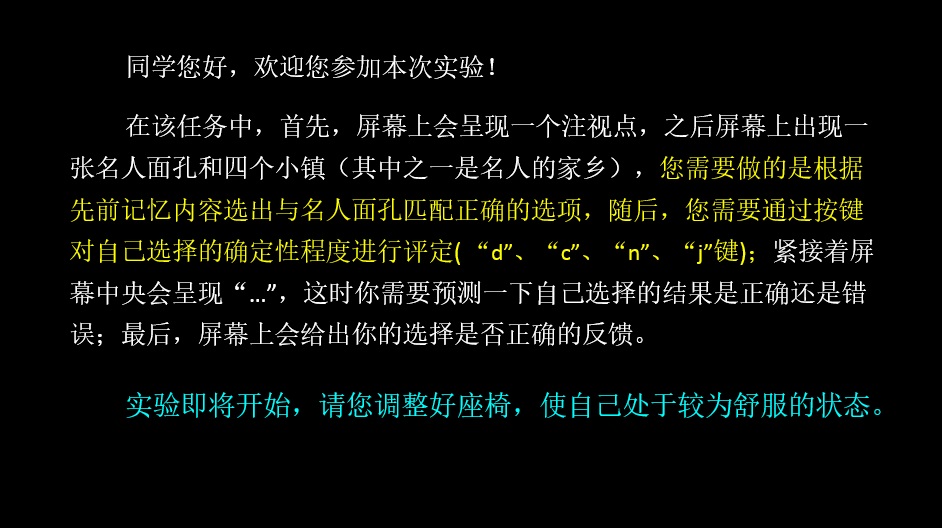 同学您好，欢迎您参加本次实验！
在该任务中，首先，屏幕上会呈现一个注视点，之后屏幕上出现一
张名人面孔和四个小镇（其中之一是名人的家乡），您需要做的是根据
先前记忆内容选出与名人面孔匹配正确的选项，随后，您需要通过按键
对自己选择的确定性程度进行评定( “d”、“c”、“n”、“j”键)；紧接着屏
幕中央会呈现“...”，这时你需要预测一下自己选择的结果是正确还是错
误；最后，屏幕上会给出你的选择是否正确的反馈。
实验即将开始，请您调整好座椅，使自己处于较为舒服的状态。